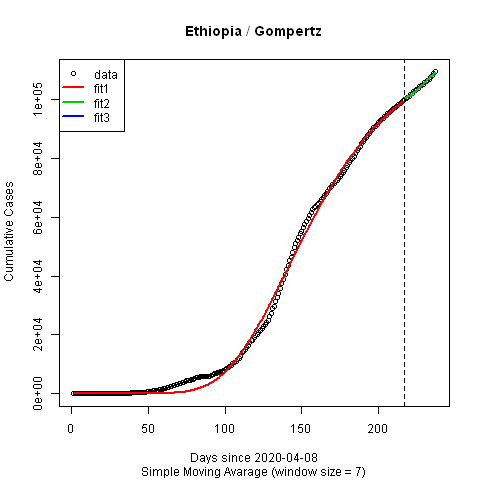 Ethiopia / Gompertz
data
fit1
fit2
fit3
Cumulative Cases
0e+00
2e+04
4e+04
6e+04
8e+04
1e+05
0
50
100
150
200
Days since 2020-04-08
Simple Moving Avarage (window size = 7)